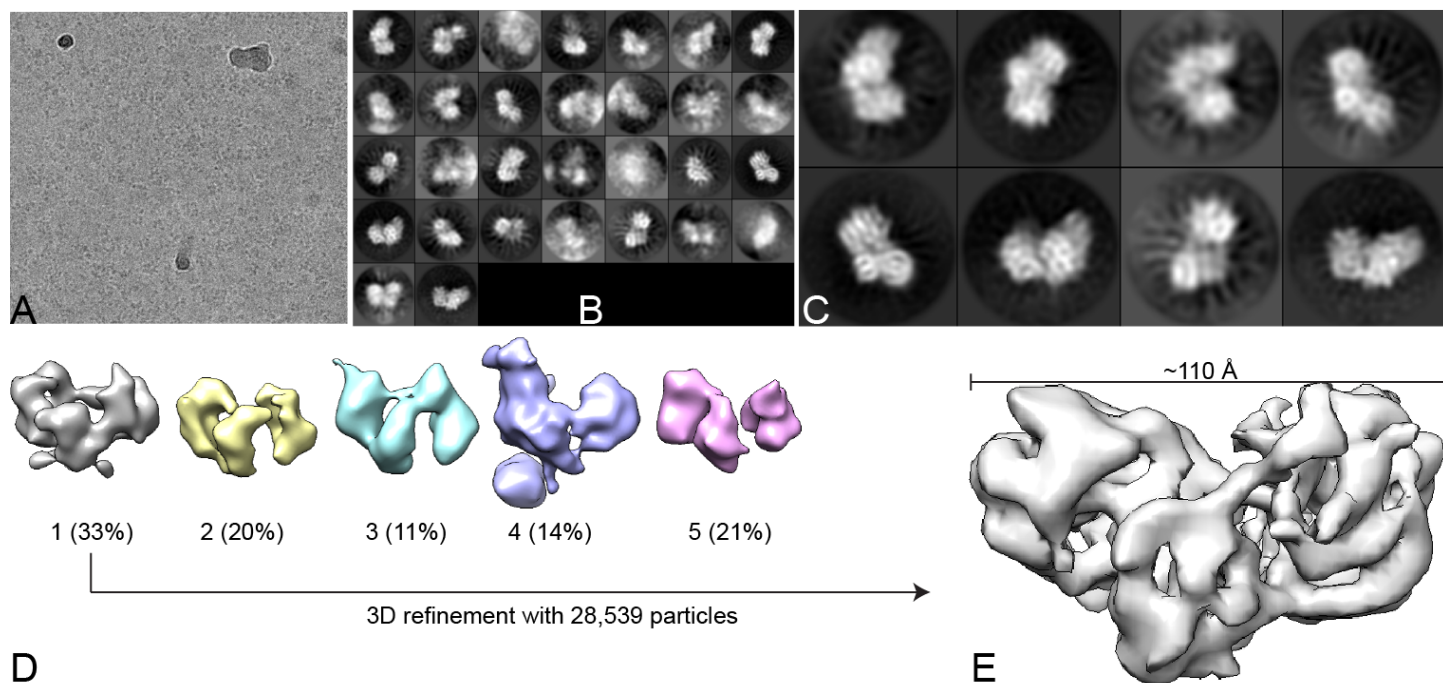 A
B
C
~110 Å
1 (33%)
2 (20%)
3 (11%)
4 (14%)
5 (21%)
3D refinement with 28,539 particles
D
E